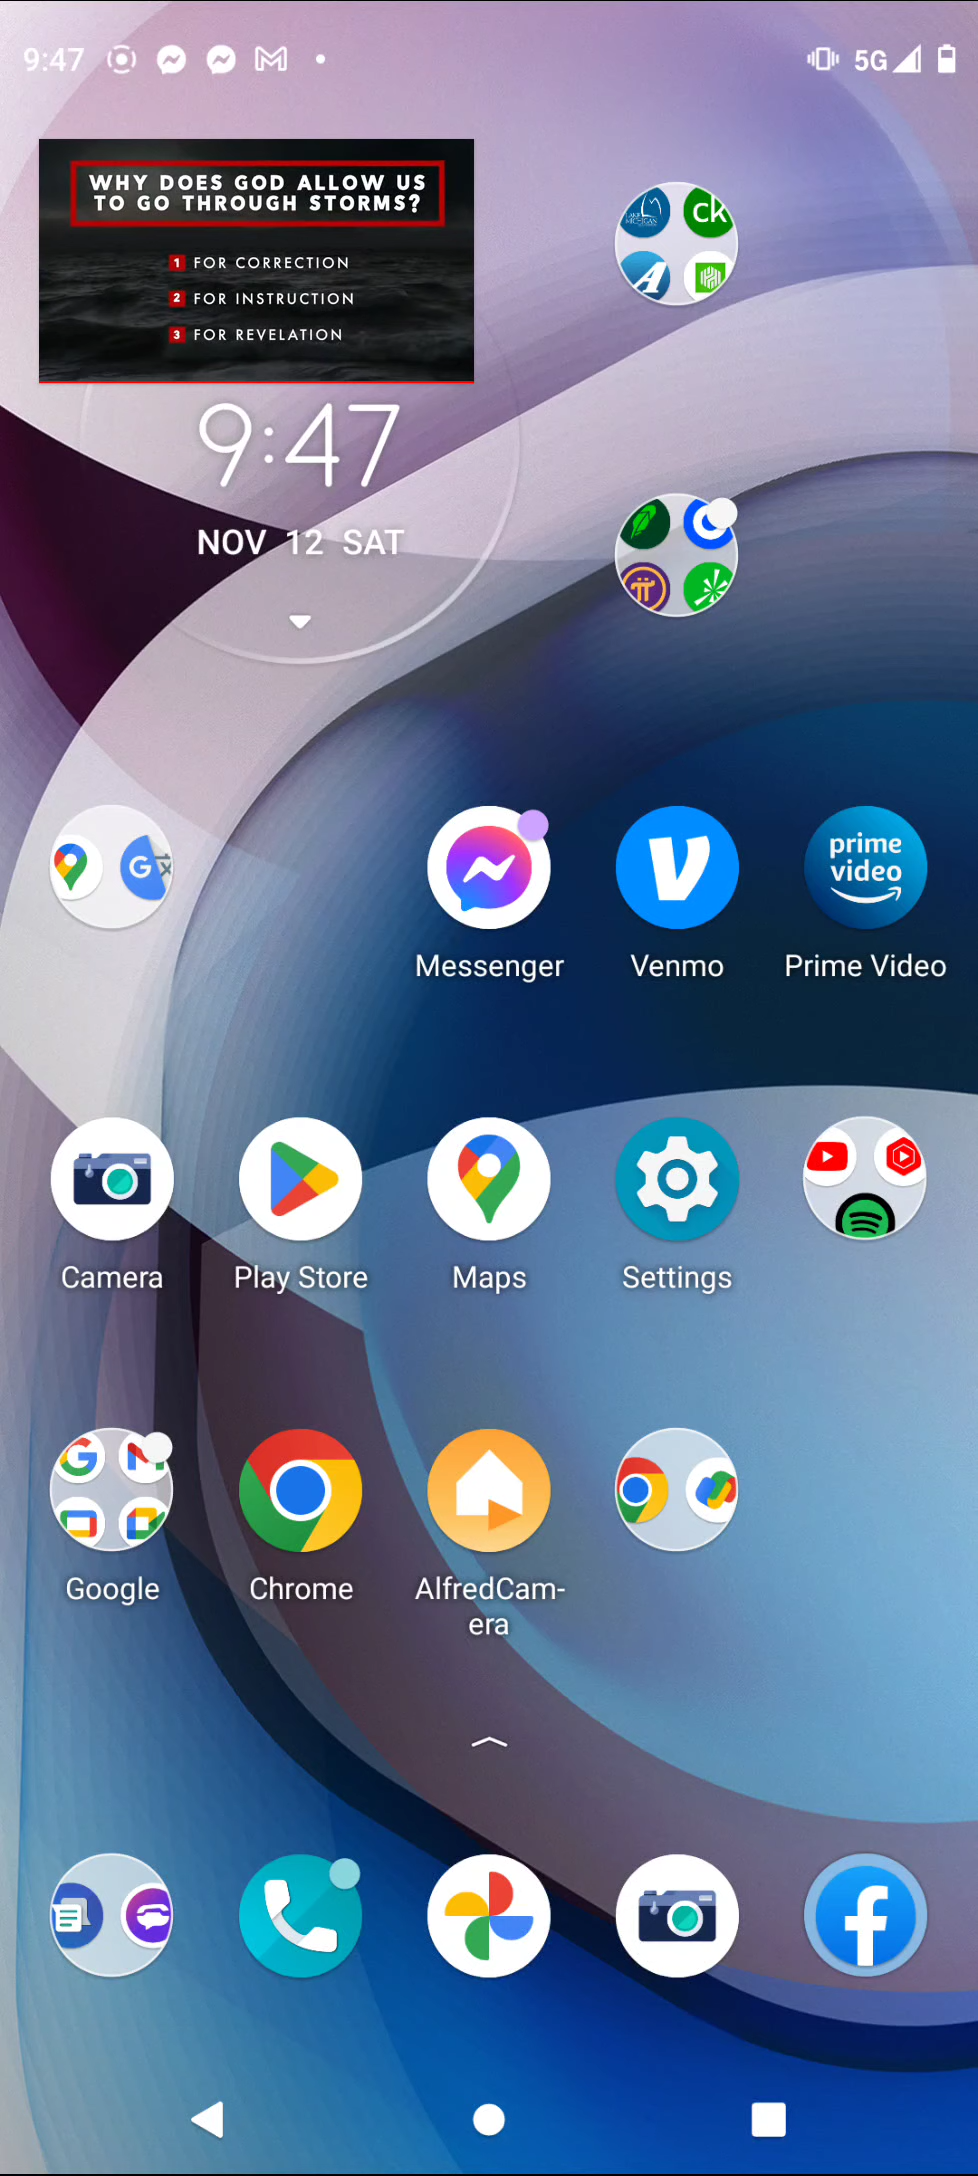 9:47
5G
WHY DOES GOD ALLOW US
TO GO THROUGH STORMS?
1 FOR CORRECTION
2 FOR INSTRUCTION
3 FOR REVELATION
LAKE MICHIGAN
ck
A
9:47
NOV 12 SAT
G
Messenger
Venmo
prime
video
Prime Video
Camera
Play Store
Maps
Settings
Google
Chrome
AlfredCam-
era